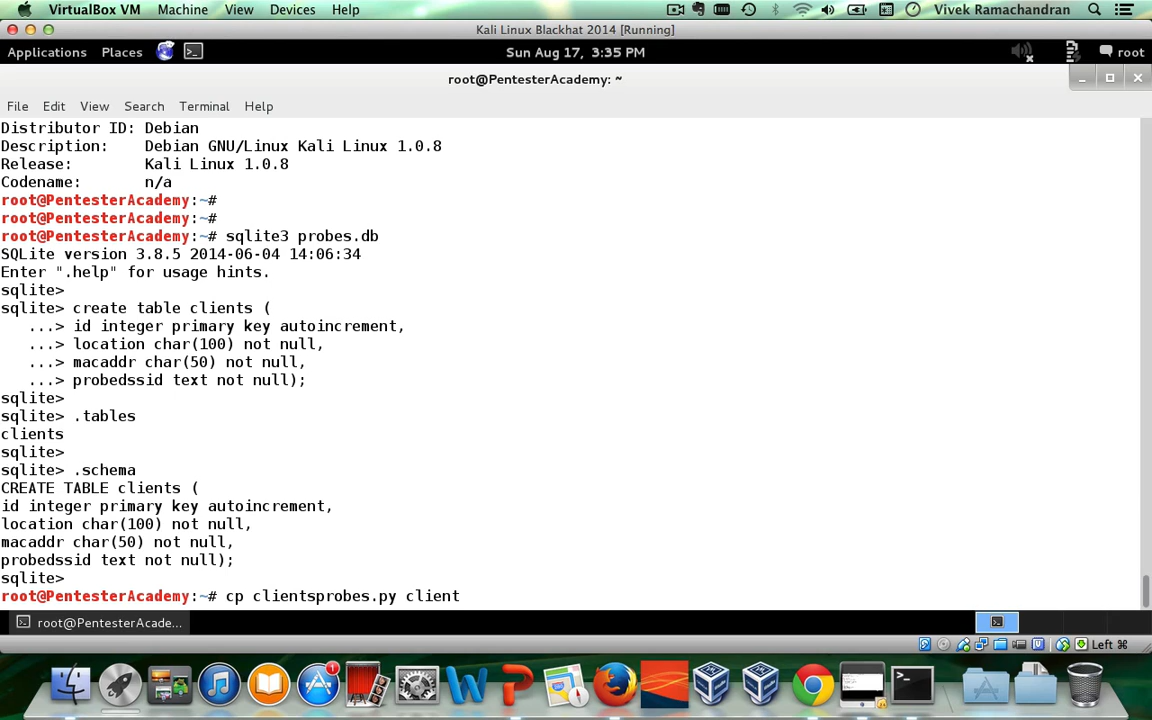 VirtualBox VM Machine View Devices Help Vivek Ramachandran
Kali Linux Blackhat 2014 [Running]
Applications Places Sun Aug 17, 3:35 PM root
root@PentesterAcademy: ~
File Edit View Search Terminal Help
Distributor ID: Debian
Description: Debian GNU/Linux Kali Linux 1.0.8
Release: Kali Linux 1.0.8
Codename: n/a
root@PentesterAcademy:~#
root@PentesterAcademy:~#
root@PentesterAcademy:~# sqlite3 probes.db
SQLite version 3.8.5 2014-06-04 14:06:34
Enter ".help" for usage hints.
sqlite>
sqlite> create table clients (
...> id integer primary key autoincrement,
...> location char(100) not null,
...> macaddr char(50) not null,
...> probedssid text not null);
sqlite>
sqlite> .tables
clients
sqlite>
sqlite> .schema
CREATE TABLE clients (
id integer primary key autoincrement,
location char(100) not null,
macaddr char(50) not null,
probedssid text not null);
sqlite>
root@PentesterAcademy:~# cp clientsprobes.py client
root@PentesterAcade...
Left ⌘
1